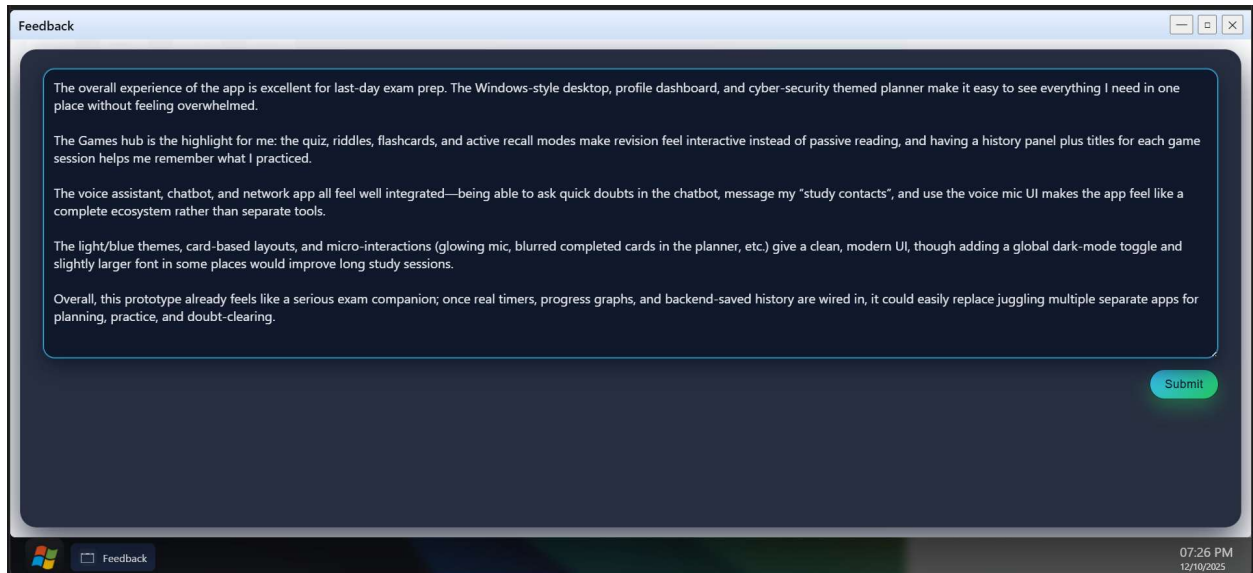 Feedback
The overall experience of the app is excellent for last-day exam prep. The Windows-style desktop, profile dashboard, and cyber-security themed planner make it easy to see everything I need in one
place without feeling overwhelmed.
The Games hub is the highlight for me: the quiz, riddles, flashcards, and active recall modes make revision feel interactive instead of passive reading, and having a history panel plus titles for each game
session helps me remember what I practiced.
The voice assistant, chatbot, and network app all feel well integrated—being able to ask quick doubts in the chatbot, message my “study contacts”, and use the voice mic UI makes the app feel like a
complete ecosystem rather than separate tools.
The light/blue themes, card-based layouts, and micro-interactions (glowing mic, blurred completed cards in the planner, etc.) give a clean, modern UI, though adding a global dark-mode toggle and
slightly larger font in some places would improve long study sessions.
Overall, this prototype already feels like a serious exam companion; once real timers, progress graphs, and backend-saved history are wired in, it could easily replace juggling multiple separate apps for
planning, practice, and doubt-clearing.
Submit
Feedback
07:26 PM
12/10/2025